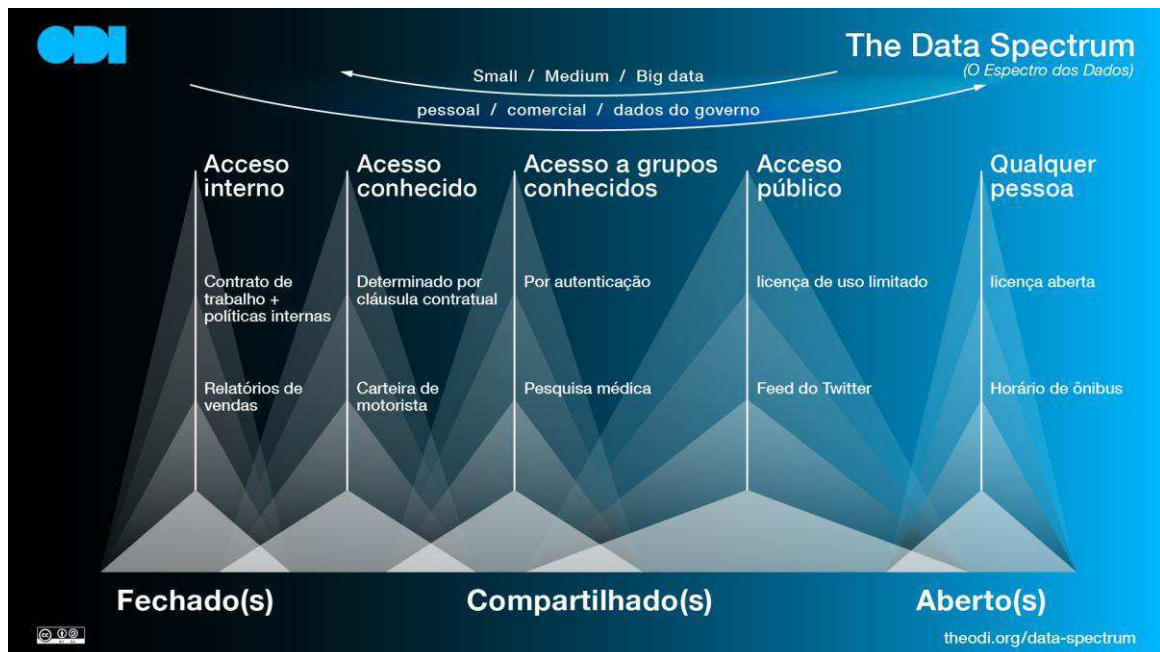 ODI
The Data Spectrum
(O Espectro dos Dados)
Small / Medium / Big data
pessoal / comercial / dados do governo
Acceso
interno
Acesso
conhecido
Acesso a grupos
conhecidos
Acceso
público
Qualquer
pessoa
Contrato de
trabalho +
políticas internas
Determinado por
cláusula contratual
Por autenticação
licença de uso limitado
licença aberta
Relatórios de
vendas
Carteira de
motorista
Pesquisa médica
Feed do Twitter
Horário de ônibus
Fechado(s)
Compartilhado(s)
Aberto(s)
theodi.org/data-spectrum